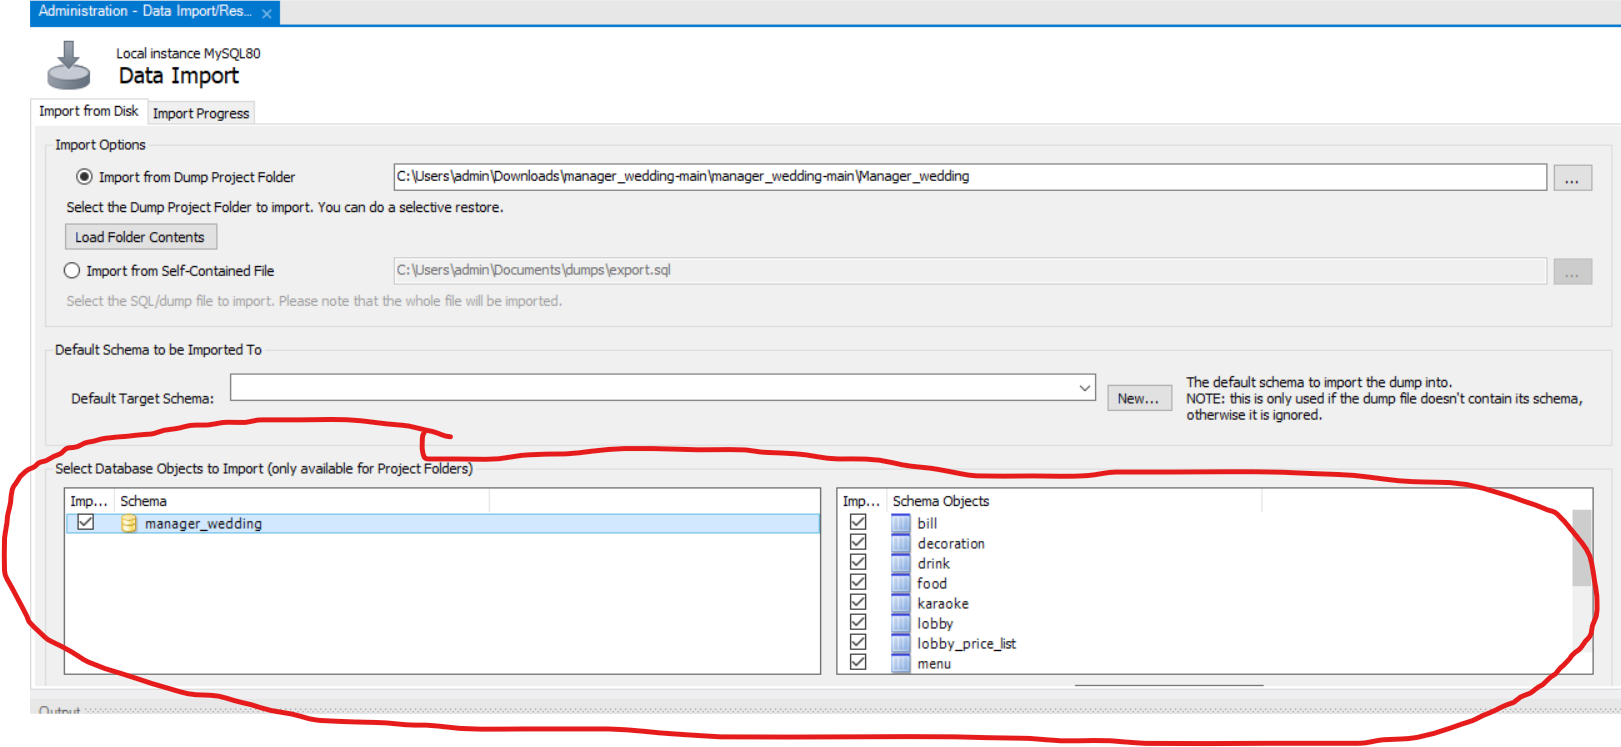 Administration - Data Import/Res... ×
Local instance MySQL80
Data Import
Import from Disk Import Progress
Import Options
Import from Dump Project Folder C:\Users\admin\Downloads\manager_wedding-main\manager_wedding-main\Manager_wedding ...
Select the Dump Project Folder to import. You can do a selective restore.
Load Folder Contents
Import from Self-Contained File C:\Users\admin\Documents\dumps\export.sql ...
Select the SQL/dump file to import. Please note that the whole file will be imported.
Default Schema to be Imported To
Default Target Schema: New...
The default schema to import the dump into.
NOTE: this is only used if the dump file doesn't contain its schema,
otherwise it is ignored.
Select Database Objects to Import (only available for Project Folders)
Imp... Schema
manager_wedding
Imp... Schema Objects
bill
decoration
drink
food
karaoke
lobby
lobby_price_list
menu
Output